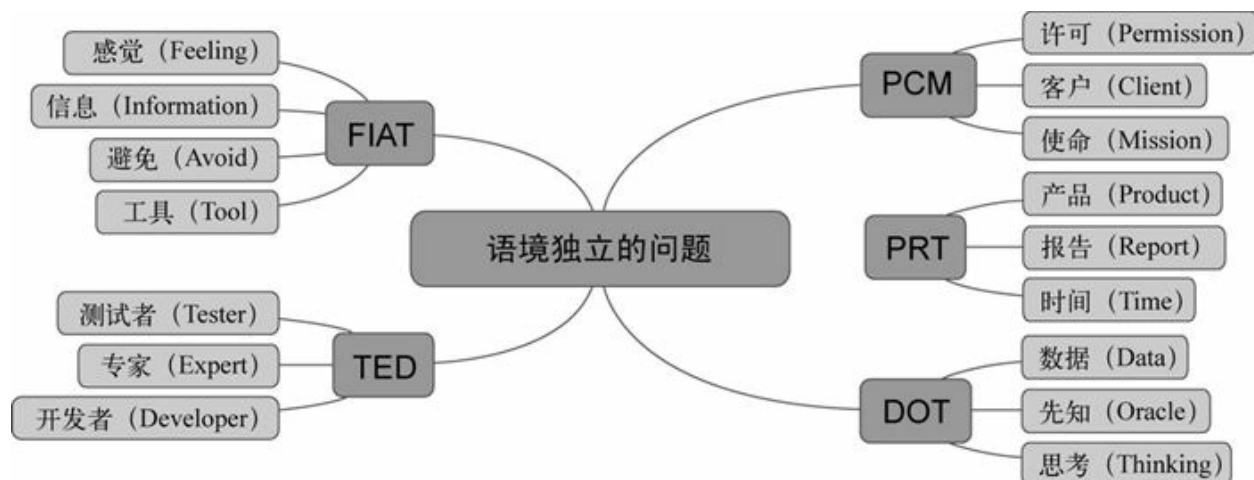 感觉（Feeling）
信息（Information）
避免（Avoid）
工具（Tool）
FIAT
测试者（Tester）
专家（Expert）
开发者（Developer）
TED
语境独立的问题
PCM
许可（Permission）
客户（Client）
使命（Mission）
PRT
产品（Product）
报告（Report）
时间（Time）
DOT
数据（Data）
先知（Oracle）
思考（Thinking）